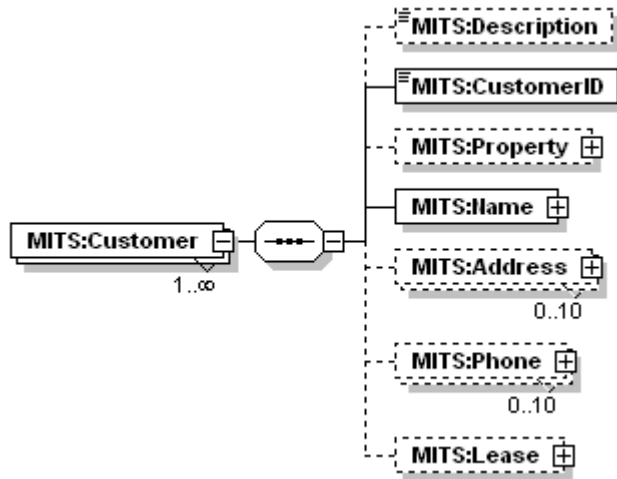 MITS:Description
MITS:CustomerID
MITS:Property
MITS:Name
MITS:Customer
1..∞
MITS:Address
0..10
MITS:Phone
0..10
MITS:Lease